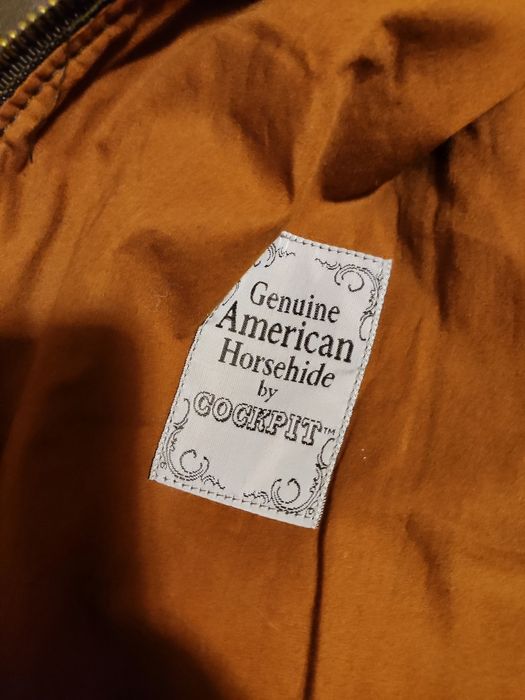 Genuine
American
Horsehide
by
COCKPIT™